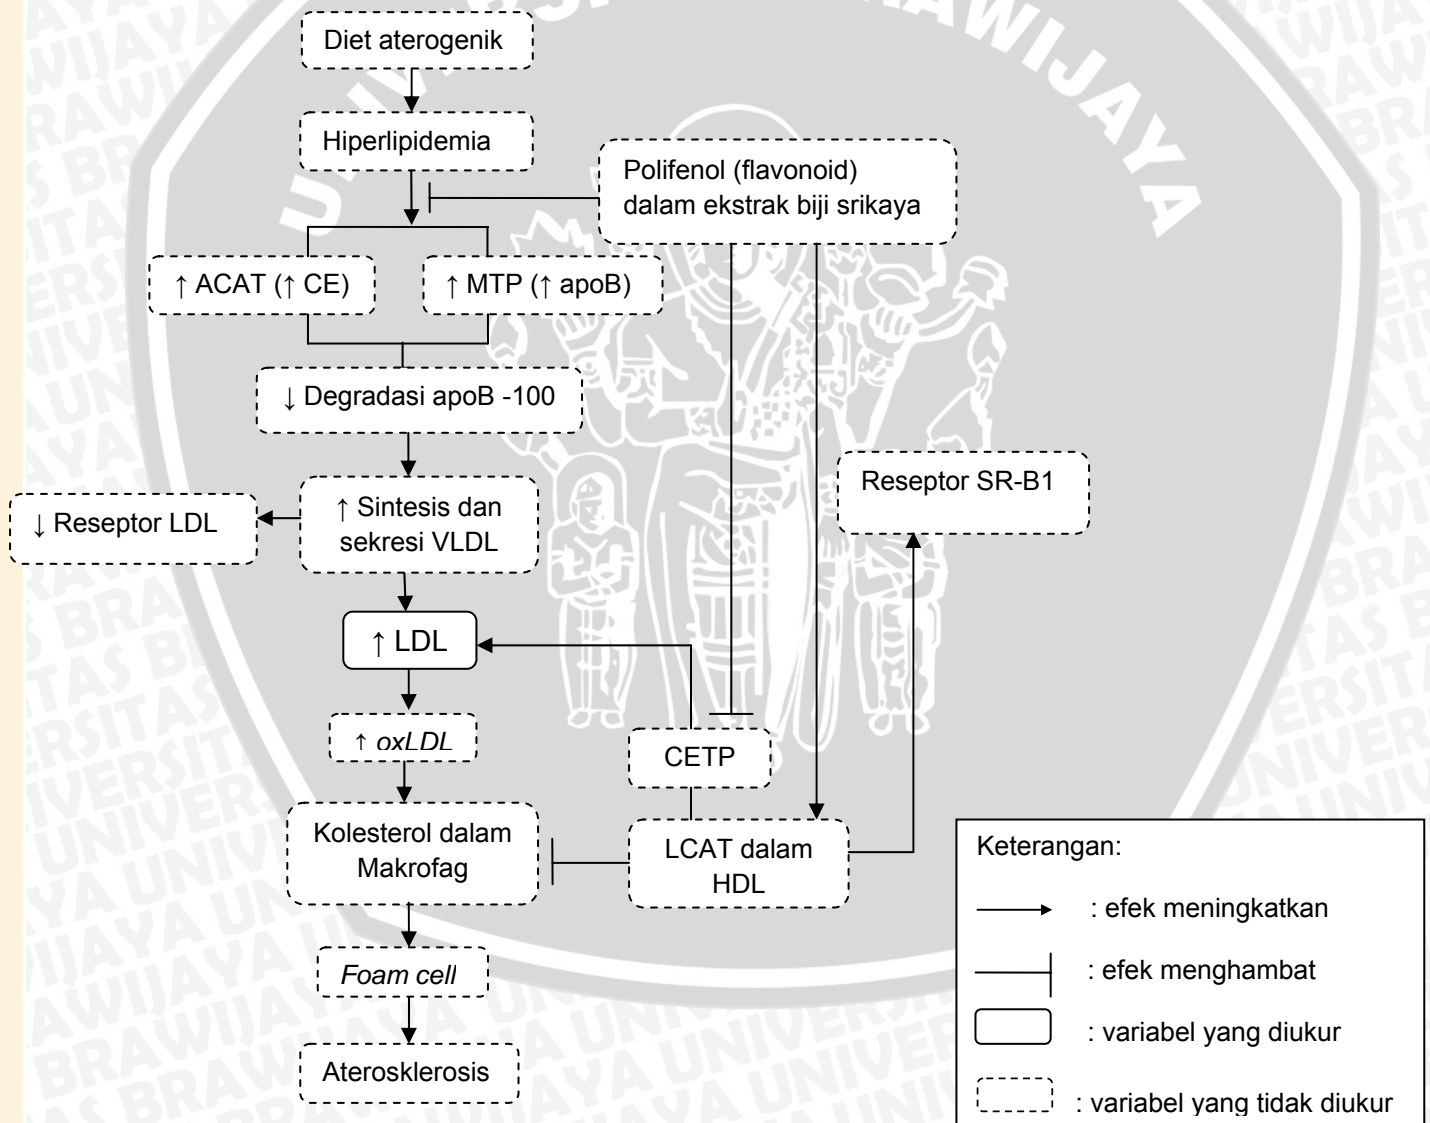 UNIVERSITAS BRAWIJAYA
Diet aterogenik
Hiperlipidemia
Polifenol (flavonoid)
dalam ekstrak biji srikaya
↑ ACAT (↑ CE)
↑ MTP (↑ apoB)
↓ Degradasi apoB -100
Reseptor SR-B1
↓ Reseptor LDL
↑ Sintesis dan
sekresi VLDL
↑ LDL
↑ oxLDL
CETP
Kolesterol dalam
Makrofag
LCAT dalam
HDL
Foam cell
Aterosklerosis
Keterangan:
: efek meningkatkan
: efek menghambat
: variabel yang diukur
: variabel yang tidak diukur